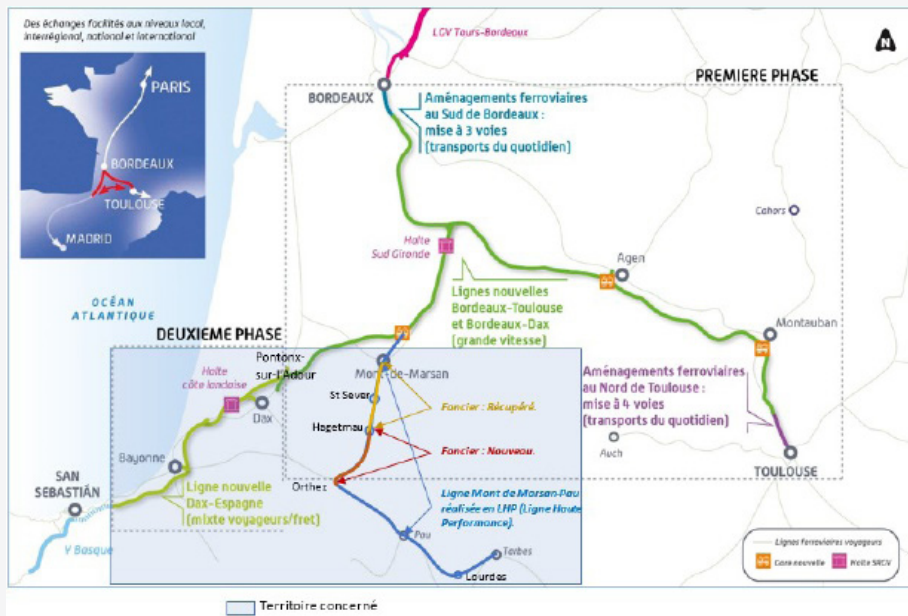 Des échanges facilités aux niveaux local,
interrégional, national et international
PARIS
BORDEAUX
TOULOUSE
MADRID
LGV Tours-Bordeaux
N
PREMIERE PHASE
BORDEAUX
Aménagements ferroviaires
au Sud de Bordeaux :
mise à 3 voies
(transports du quotidien)
Cahors
Halte
Sud Gironde
Agen
Lignes nouvelles
Bordeaux-Toulouse
et Bordeaux-Dax
(grande vitesse)
Montauban
OCÉAN
ATLANTIQUE
DEUXIEME PHASE
Pontonx-
sur-l'Adour
Mont-de-Marsan
Halte
côte landaise
Dax
St Sever
Foncier : Récupéré.
Aménagements ferroviaires
au Nord de Toulouse :
mise à 4 voies
(transports du quotidien)
Hagetmau
Auch
Foncier : Nouveau.
TOULOUSE
Bayonne
SAN
SEBASTIÁN
Orthez
Ligne nouvelle
Dax-Espagne
(mixte voyageurs/fret)
Ligne Mont de Marsan-Pau
réalisée en LHP (Ligne Haute
Performance).
Y Basque
Pau
Tarbes
Lourdes
Lignes ferroviaires voyageurs
Gare nouvelle
Halte SRGV
Territoire concerné